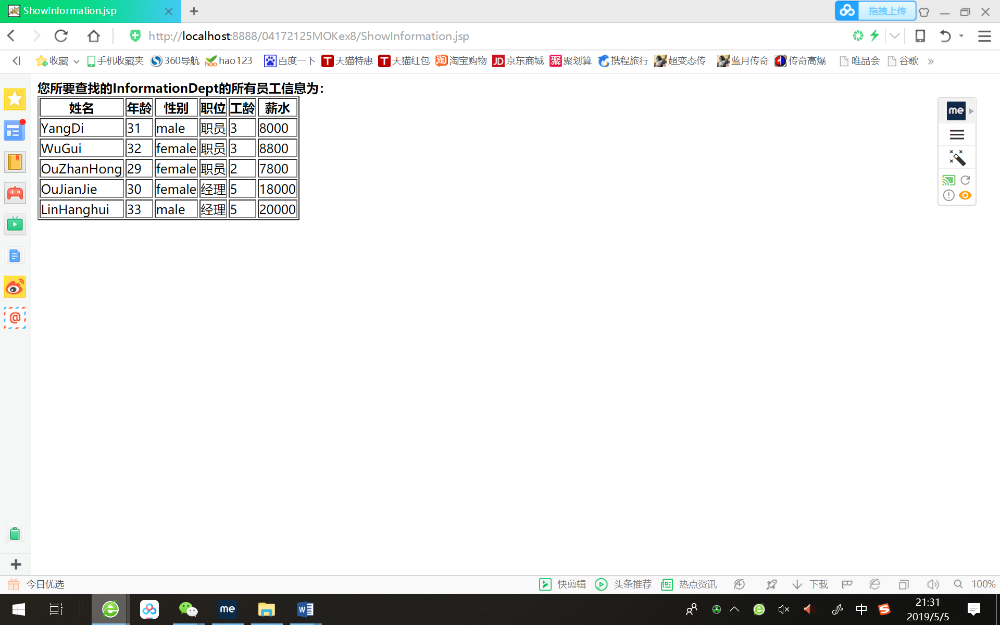 ShowInformation.jsp
拖拽上传
http://localhost:8888/04172125MOKex8/ShowInformation.jsp
收藏 手机收藏夹 360导航 hao123 百度一下 天猫特惠 天猫红包 淘宝购物 京东商城 聚划算 携程旅行 超变态传 蓝月传奇 传奇高爆 唯品会 谷歌 »
您所要查找的InformationDept的所有员工信息为：
姓名 年龄 性别 职位 工龄 薪水
YangDi 31 male 职员 3 8000
WuGui 32 female 职员 3 8800
OuZhanHong 29 female 职员 2 7800
OuJianJie 30 female 经理 5 18000
LinHanghui 33 male 经理 5 20000
me
今日优选 快剪辑 头条推荐 热点资讯 下载 100%
me 中 21:31
2019/5/5